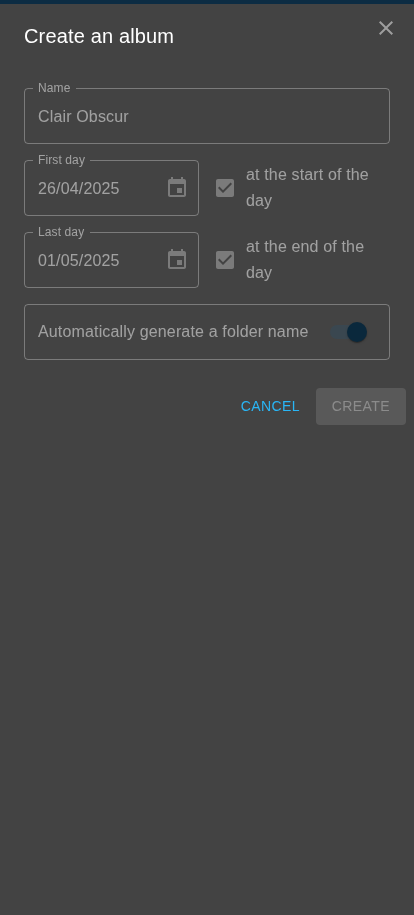 Create an album
Name
Clair Obscur
First day
26/04/2025
at the start of the
day
Last day
01/05/2025
at the end of the
day
Automatically generate a folder name
CANCEL
CREATE